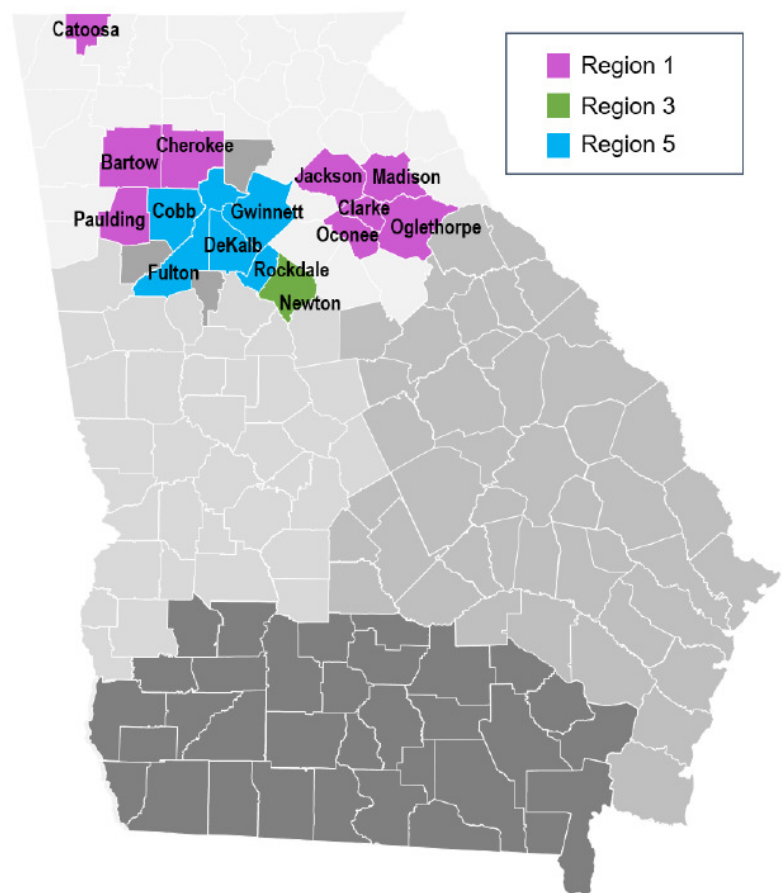 Catoosa
Region 1
Region 3
Region 5
Cherokee
Bartow
Jackson
Madison
Paulding
Cobb
Gwinnett
Clarke
Oglethorpe
Oconee
DeKalb
Fulton
Rockdale
Newton